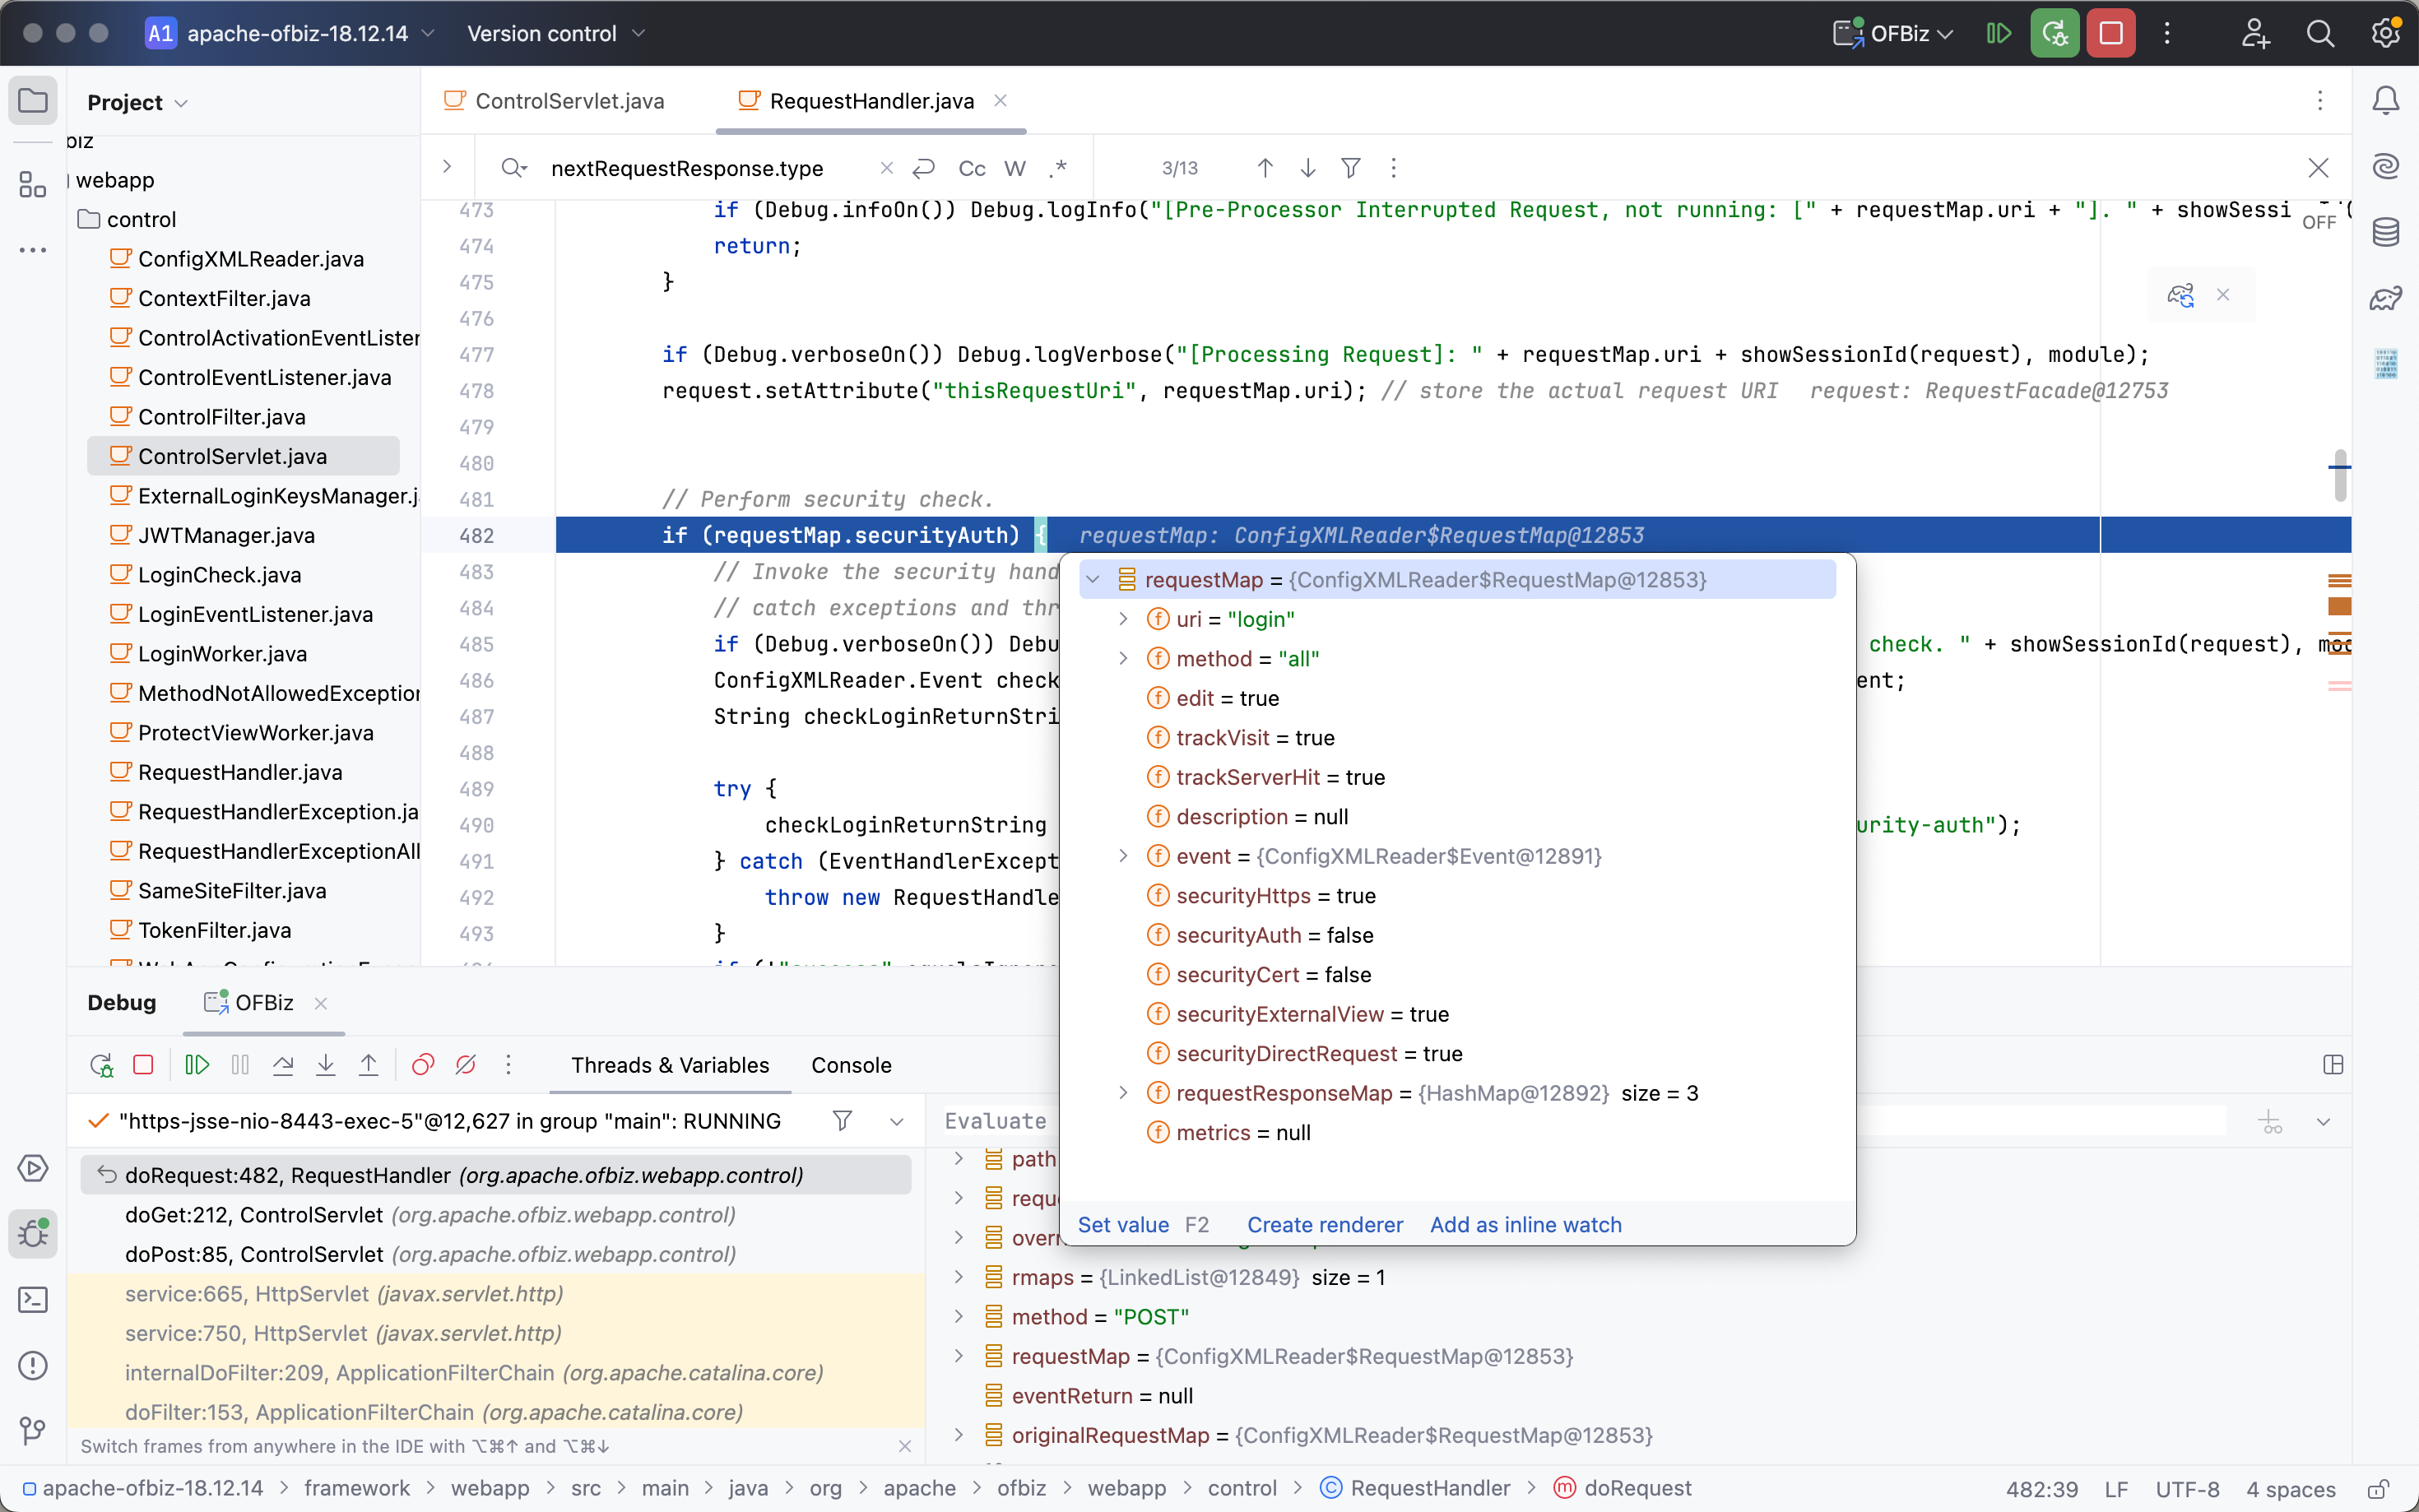 A1 apache-ofbiz-18.12.14 Version control OFBiz
Project
ControlServlet.java RequestHandler.java
biz
webapp
control
ConfigXMLReader.java
ContextFilter.java
ControlActivationEventListener
ControlEventListener.java
ControlFilter.java
ControlServlet.java
ExternalLoginKeysManager.j
JWTManager.java
LoginCheck.java
LoginEventListener.java
LoginWorker.java
MethodNotAllowedException
ProtectViewWorker.java
RequestHandler.java
RequestHandlerException.ja
RequestHandlerExceptionAll
SameSiteFilter.java
TokenFilter.java
nextRequestResponse.type Cc W .* 3/13
OFF
473 if (Debug.infoOn()) Debug.logInfo("[Pre-Processor Interrupted Request, not running: [" + requestMap.uri + "]. " + showSessi
474 return;
475 }
476
477 if (Debug.verboseOn()) Debug.logVerbose("[Processing Request]: " + requestMap.uri + showSessionId(request), module);
478 request.setAttribute("thisRequestUri", requestMap.uri); // store the actual request URI request: RequestFacade@12753
479
480
481 // Perform security check.
482 if (requestMap.securityAuth) { requestMap: ConfigXMLReader$RequestMap@12853
483 // Invoke the security hand
484 // catch exceptions and thr
485 if (Debug.verboseOn()) Debu check. " + showSessionId(request), mod
486 ConfigXMLReader.Event check ent;
487 String checkLoginReturnStri
488
489 try {
490 checkLoginReturnString urity-auth");
491 } catch (EventHandlerExcept
492 throw new RequestHandle
493 }
requestMap = {ConfigXMLReader$RequestMap@12853}
uri = "login"
method = "all"
edit = true
trackVisit = true
trackServerHit = true
description = null
event = {ConfigXMLReader$Event@12891}
securityHttps = true
securityAuth = false
securityCert = false
securityExternalView = true
securityDirectRequest = true
requestResponseMap = {HashMap@12892} size = 3
metrics = null
Set value F2 Create renderer Add as inline watch
Debug OFBiz
Threads & Variables Console
"https-jsse-nio-8443-exec-5"@12,627 in group "main": RUNNING
doRequest:482, RequestHandler (org.apache.ofbiz.webapp.control)
doGet:212, ControlServlet (org.apache.ofbiz.webapp.control)
doPost:85, ControlServlet (org.apache.ofbiz.webapp.control)
service:665, HttpServlet (javax.servlet.http)
service:750, HttpServlet (javax.servlet.http)
internalDoFilter:209, ApplicationFilterChain (org.apache.catalina.core)
doFilter:153, ApplicationFilterChain (org.apache.catalina.core)
Switch frames from anywhere in the IDE with ⌥⌘↑ and ⌥⌘↓
Evaluate
path
reque
overr
rmaps = {LinkedList@12849} size = 1
method = "POST"
requestMap = {ConfigXMLReader$RequestMap@12853}
eventReturn = null
originalRequestMap = {ConfigXMLReader$RequestMap@12853}
apache-ofbiz-18.12.14 > framework > webapp > src > main > java > org > apache > ofbiz > webapp > control > RequestHandler > doRequest 482:39 LF UTF-8 4 spaces